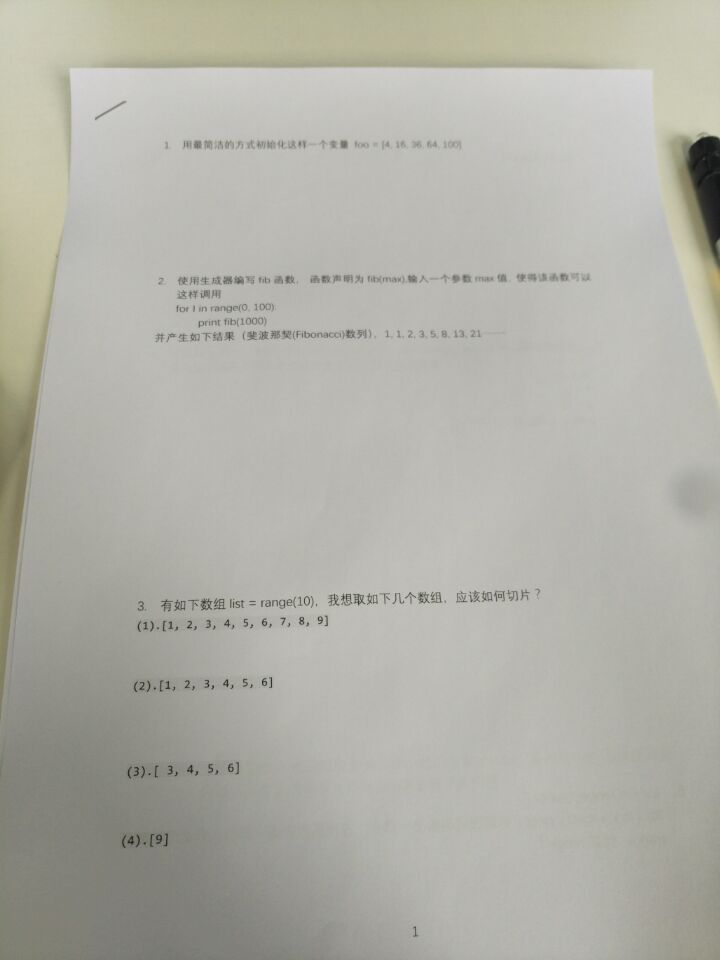 1. 用最简洁的方式初始化这样一个变量 foo = [4, 16, 36, 64, 100]
2. 使用生成器编写 fib 函数， 函数声明为 fib(max),输入一个参数 max 值，使得该函数可以
这样调用
for I in range(0, 100):
print fib(1000)
并产生如下结果（斐波那契(Fibonacci)数列），1, 1, 2, 3, 5, 8, 13, 21······
3. 有如下数组 list = range(10)，我想取如下几个数组，应该如何切片？
(1).[1, 2, 3, 4, 5, 6, 7, 8, 9]
(2).[1, 2, 3, 4, 5, 6]
(3).[ 3, 4, 5, 6]
(4).[9]
1